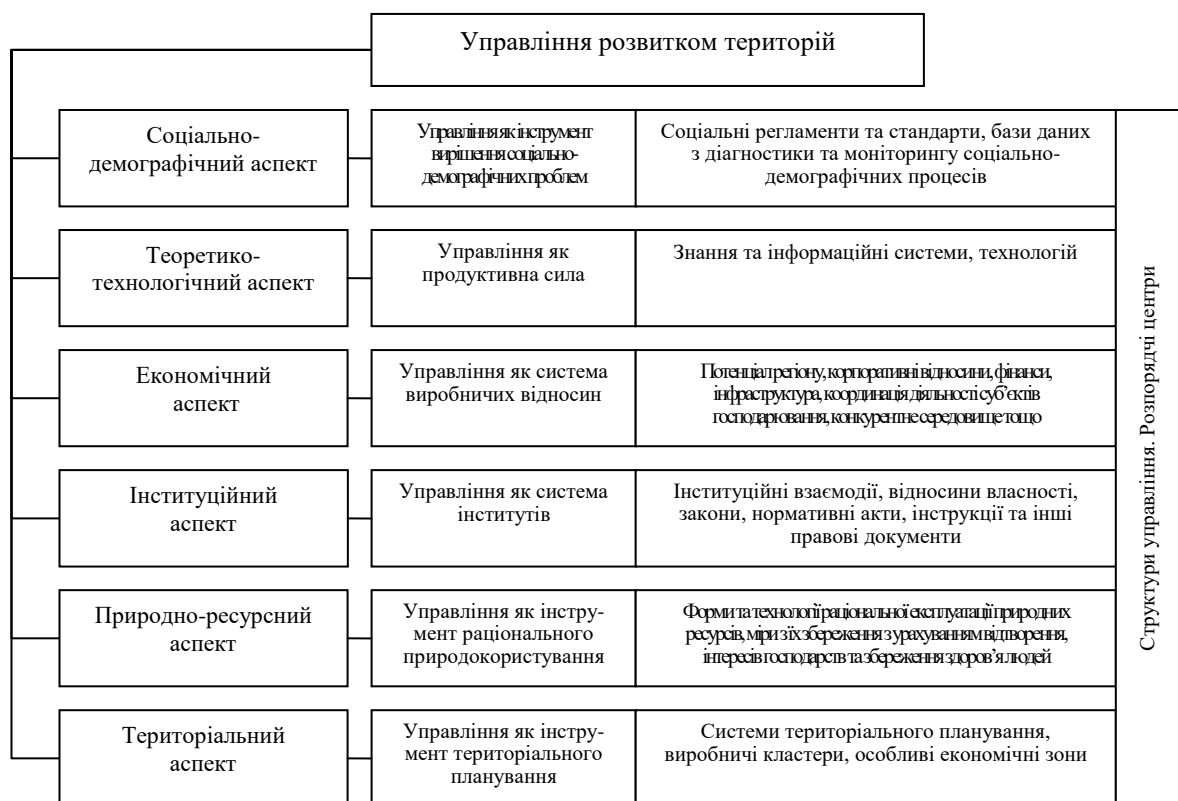 Управління розвитком територій
Соціально-
демографічний аспект
Управління як інструмент
вирішення соціально-
демографічних проблем
Соціальні регламенти та стандарти, бази даних
з діагностики та моніторингу соціально-
демографічних процесів
Теоретико-
технологічний аспект
Управління як
продуктивна сила
Знання та інформаційні системи, технологій
Економічний
аспект
Управління як система
виробничих відносин
Потенціал регіону, корпоративні відносини, фінанси,
інфраструктура, координація діяльності суб’єктів
господарювання, конкурентне середовище тощо
Інституційний
аспект
Управління як система
інститутів
Інституційні взаємодії, відносини власності,
закони, нормативні акти, інструкції та інші
правові документи
Природно-ресурсний
аспект
Управління як інстру-
мент раціонального
природокористування
Форми та технології раціональної експлуатації природних
ресурсів, міри з їх збереження з урахуванням відтворення,
інтересів господарств та збереження здоров’я людей
Територіальний
аспект
Управління як інстру-
мент територіального
планування
Системи територіального планування,
виробничі кластери, особливі економічні зони
Структури управління. Розпорядчі центри